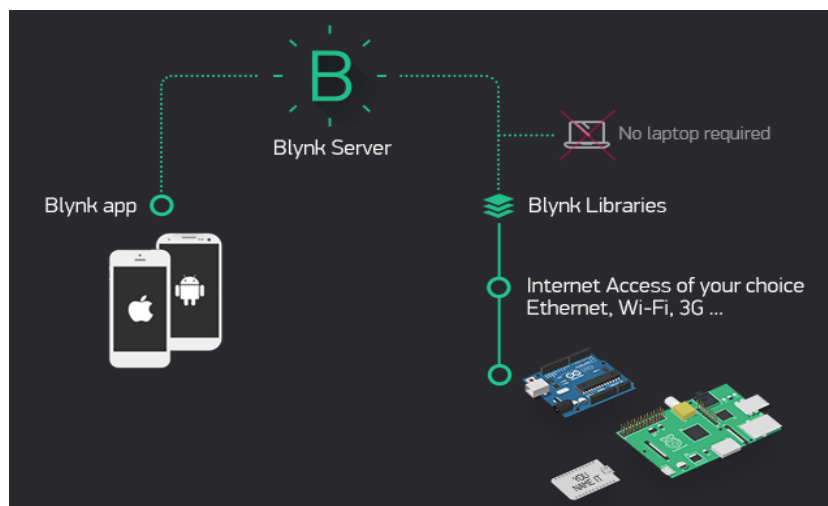 B
Blynk Server
No laptop required
Blynk app
Blynk Libraries
Internet Access of your choice
Ethernet, Wi-Fi, 3G ...
YOU
NAME IT